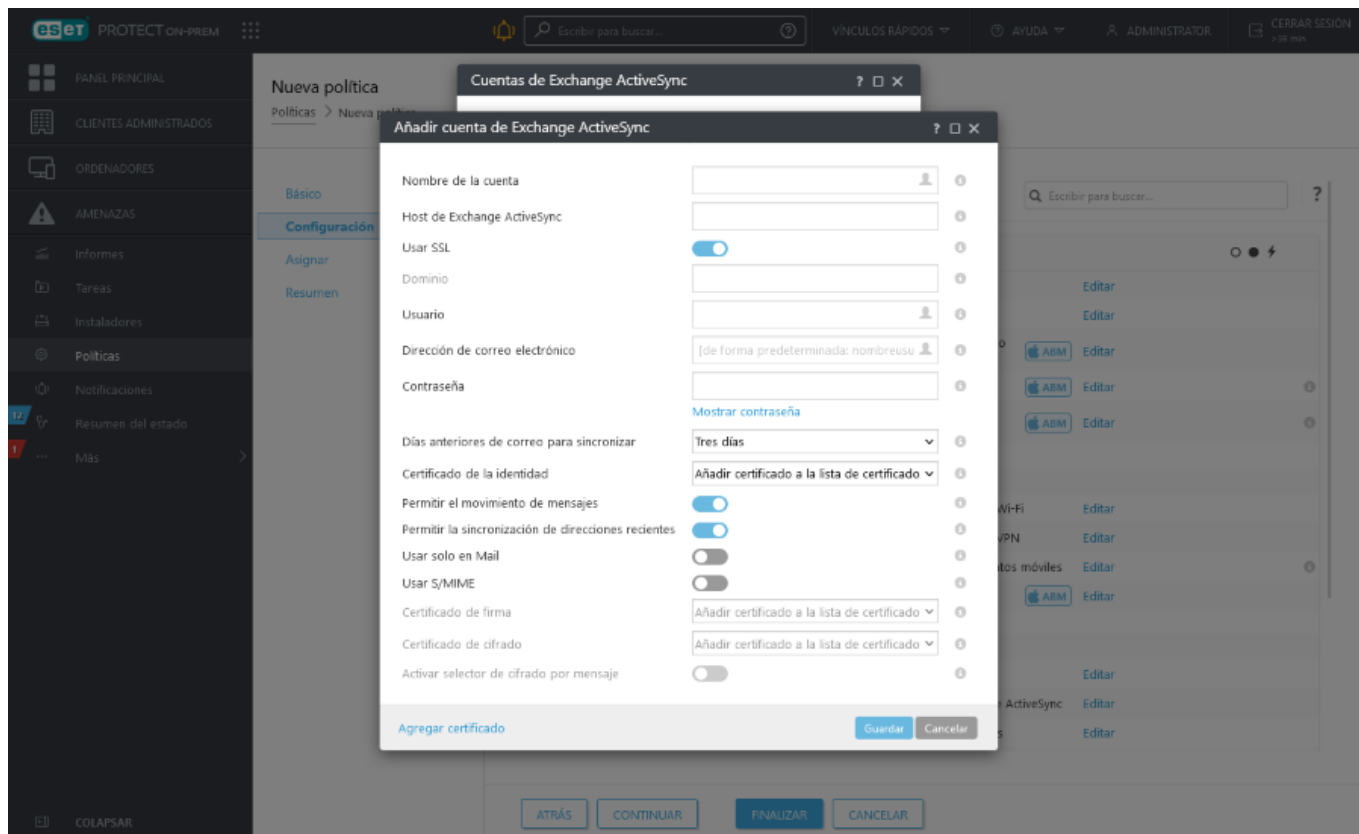 eset PROTECT ON-PREM
Escribir para buscar...
VÍNCULOS RÁPIDOS
AYUDA
ADMINISTRATOR
CERRAR SESIÓN
> 59 min
PANEL PRINCIPAL
CLIENTES ADMINISTRADOS
ORDENADORES
AMENAZAS
Informes
Tareas
Instaladores
Políticas
Notificaciones
12
Resumen del estado
1
Más
COLAPSAR
Nueva política
Políticas > Nueva
Básico
Configuración
Asignar
Resumen
Cuentas de Exchange ActiveSync
Añadir cuenta de Exchange ActiveSync
Nombre de la cuenta
Host de Exchange ActiveSync
Usar SSL
Dominio
Usuario
Dirección de correo electrónico
[de forma predeterminada: nombreusu
Contraseña
Mostrar contraseña
Días anteriores de correo para sincronizar
Tres días
Certificado de la identidad
Añadir certificado a la lista de certificado
Permitir el movimiento de mensajes
Permitir la sincronización de direcciones recientes
Usar solo en Mail
Usar S/MIME
Certificado de firma
Añadir certificado a la lista de certificado
Certificado de cifrado
Añadir certificado a la lista de certificado
Activar selector de cifrado por mensaje
Agregar certificado
Guardar
Cancelar
Escribir para buscar...
?
Editar
Editar
o ABM Editar
ABM Editar
ABM Editar
Wi-Fi Editar
VPN Editar
móviles Editar
ABM Editar
Editar
ActiveSync Editar
s Editar
ATRÁS
CONTINUAR
FINALIZAR
CANCELAR